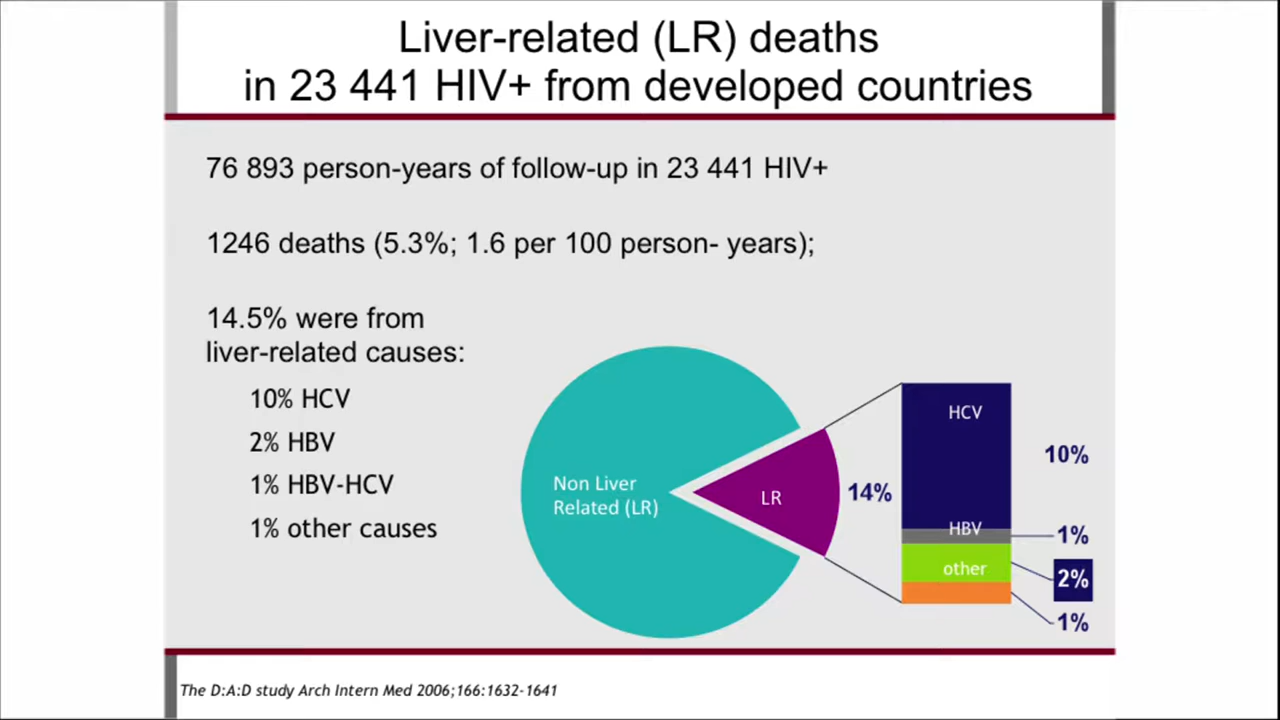 Liver-related (LR) deaths
in 23 441 HIV+ from developed countries
76 893 person-years of follow-up in 23 441 HIV+
1246 deaths (5.3%; 1.6 per 100 person- years);
14.5% were from
liver-related causes:
10% HCV
2% HBV
1% HBV-HCV
1% other causes
Non Liver
Related (LR)
LR
14%
HCV
10%
HBV
1%
other
2%
1%
The D:A:D study Arch Intern Med 2006;166:1632-1641